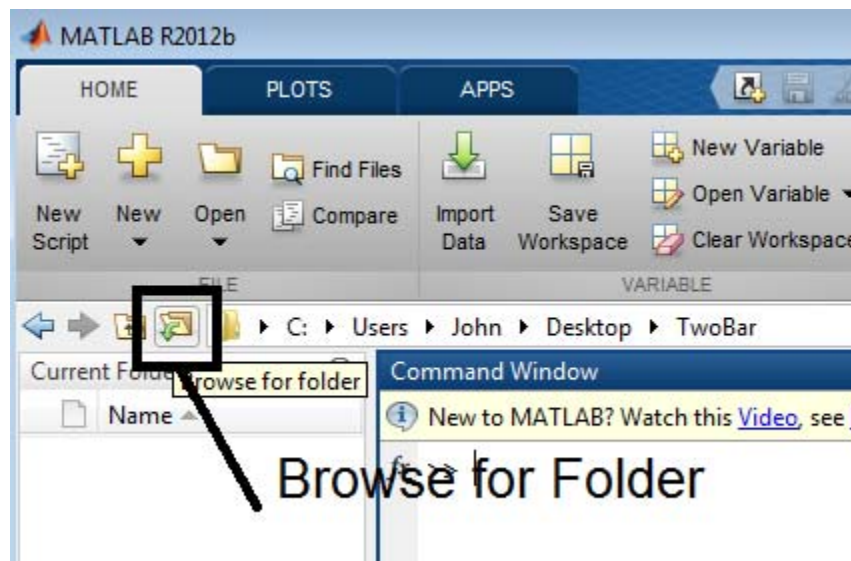 MATLAB R2012b
HOME PLOTS APPS
New Script
New
Open
Find Files
Compare
Import Data
Save Workspace
New Variable
Open Variable
Clear Workspace
FILE VARIABLE
C: Users John Desktop TwoBar
Current Folder
Browse for folder
Command Window
Name
New to MATLAB? Watch this Video, see
fx >>
Browse for Folder